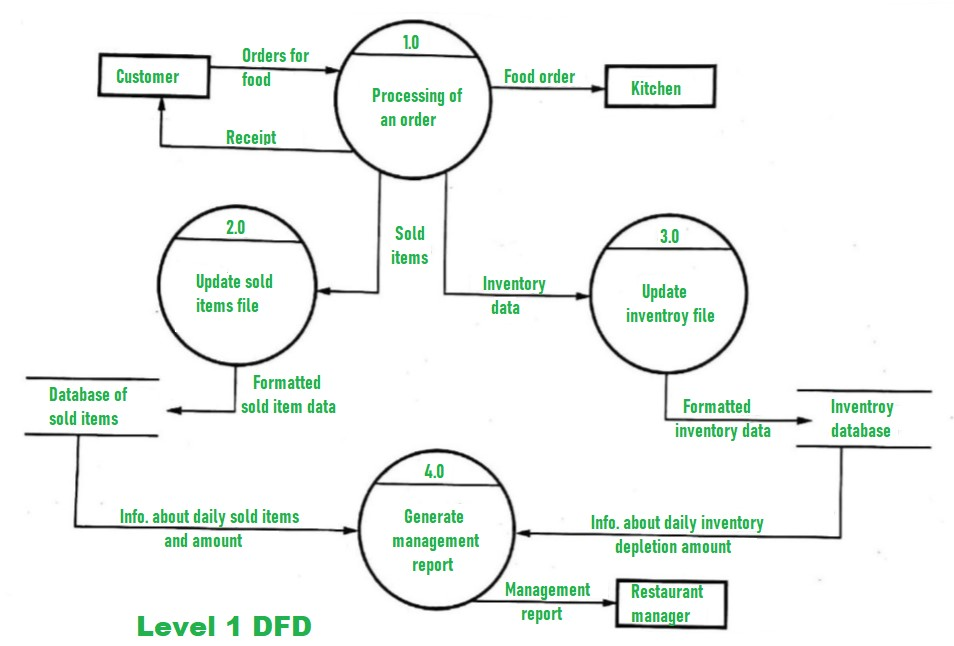 1.0
Orders for
food
Customer
Processing of
an order
Food order
Kitchen
Receipt
2.0
Sold
items
3.0
Update sold
items file
Inventory
data
Update
inventroy file
Formatted
sold item data
Database of
sold items
Formatted
inventory data
Inventroy
database
4.0
Info. about daily sold items
and amount
Generate
management
report
Info. about daily inventory
depletion amount
Management
report
Restaurant
manager
Level 1 DFD